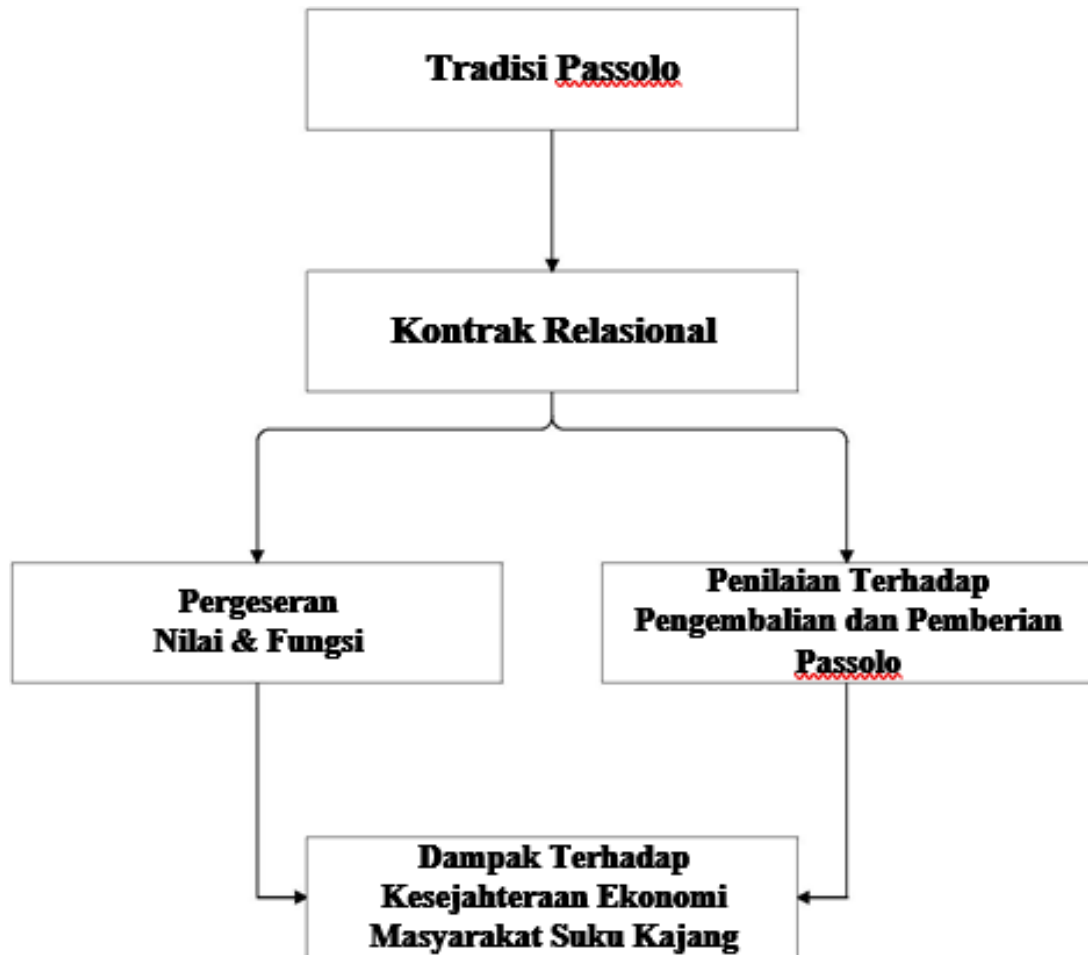 Tradisi Passolo
Kontrak Relasional
Pergeseran
Nilai & Fungsi
Penilaian Terhadap
Pengembalian dan Pemberian
Passolo
Dampak Terhadap
Kesejahteraan Ekonomi
Masyarakat Suku Kajang